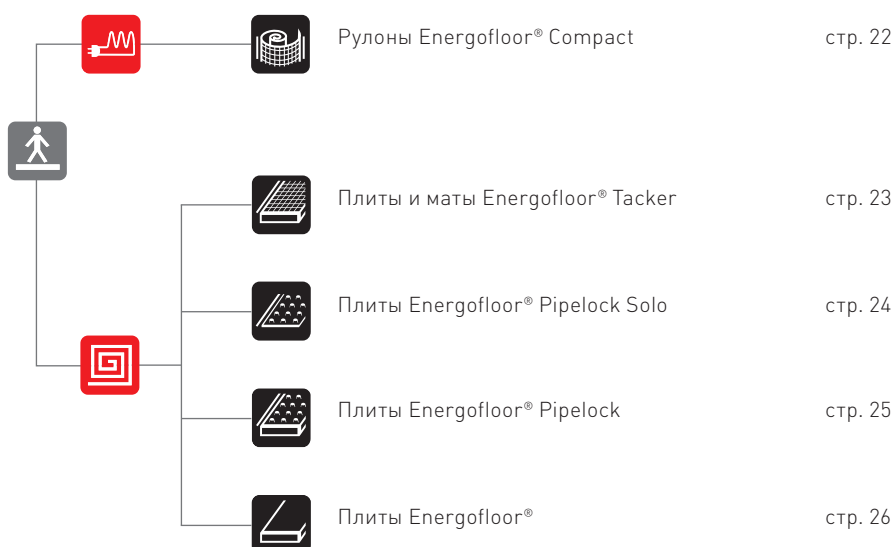 Рулоны Energofloor® Compact стр. 22
Плиты и маты Energofloor® Tacker стр. 23
Плиты Energofloor® Pipelock Solo стр. 24
Плиты Energofloor® Pipelock стр. 25
Плиты Energofloor® стр. 26